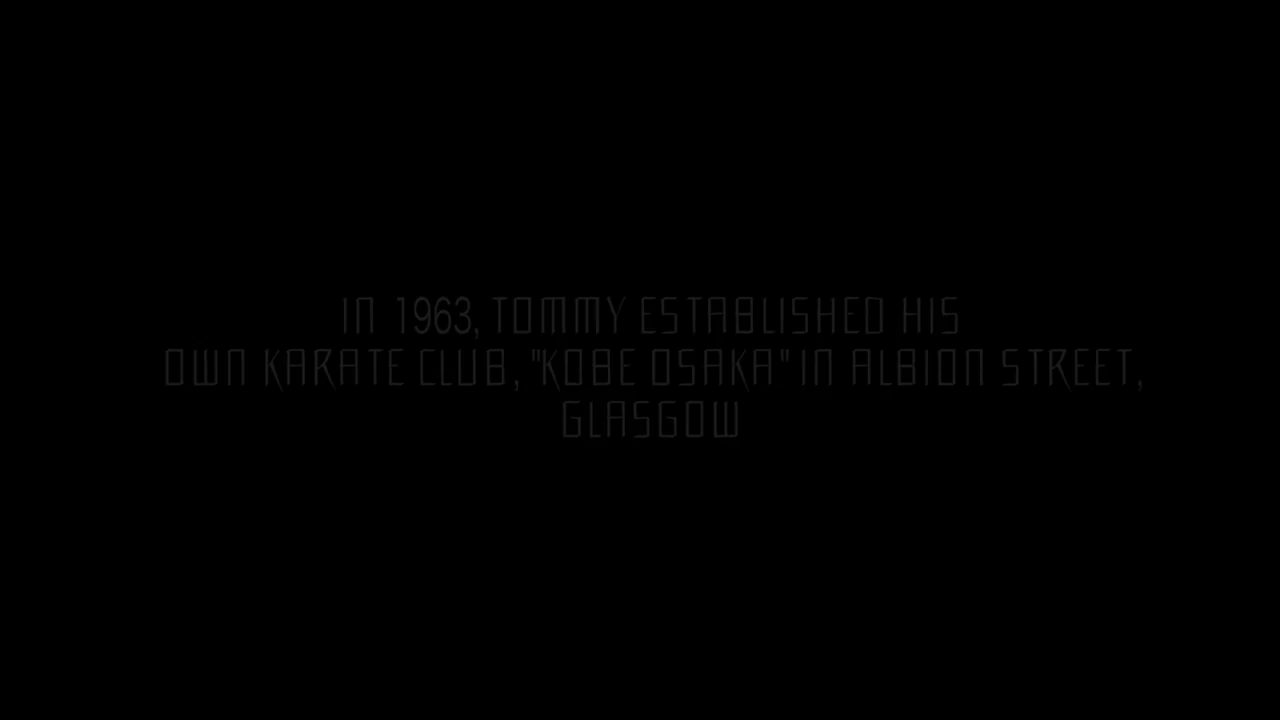 IN 1963, TOMMY ESTABLISHED HIS
OWN KARATE CLUB, "KOBE OSAKA" IN ALBION STREET,
GLASGOW